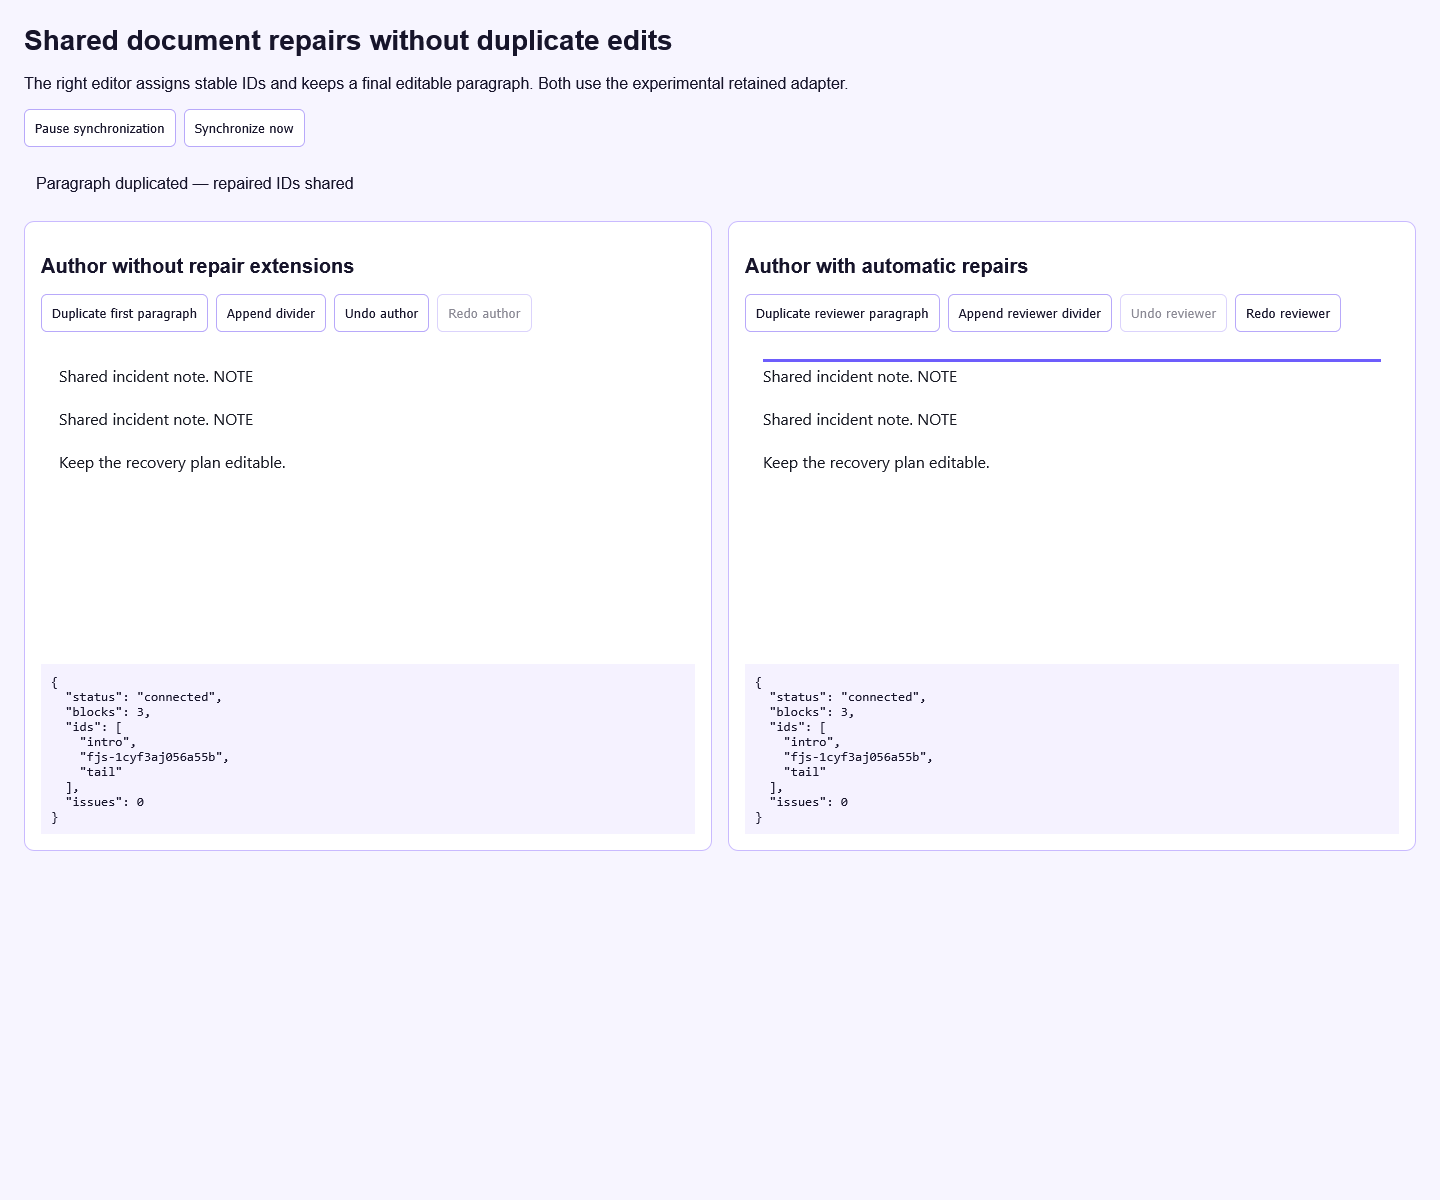 Shared document repairs without duplicate edits
The right editor assigns stable IDs and keeps a final editable paragraph. Both use the experimental retained adapter.
Pause synchronization
Synchronize now
Paragraph duplicated — repaired IDs shared
Author without repair extensions
Duplicate first paragraph
Append divider
Undo author
Redo author
Shared incident note. NOTE
Shared incident note. NOTE
Keep the recovery plan editable.
{
  "status": "connected",
  "blocks": 3,
  "ids": [
    "intro",
    "fjs-1cyf3aj056a55b",
    "tail"
  ],
  "issues": 0
}
Author with automatic repairs
Duplicate reviewer paragraph
Append reviewer divider
Undo reviewer
Redo reviewer
Shared incident note. NOTE
Shared incident note. NOTE
Keep the recovery plan editable.
{
  "status": "connected",
  "blocks": 3,
  "ids": [
    "intro",
    "fjs-1cyf3aj056a55b",
    "tail"
  ],
  "issues": 0
}